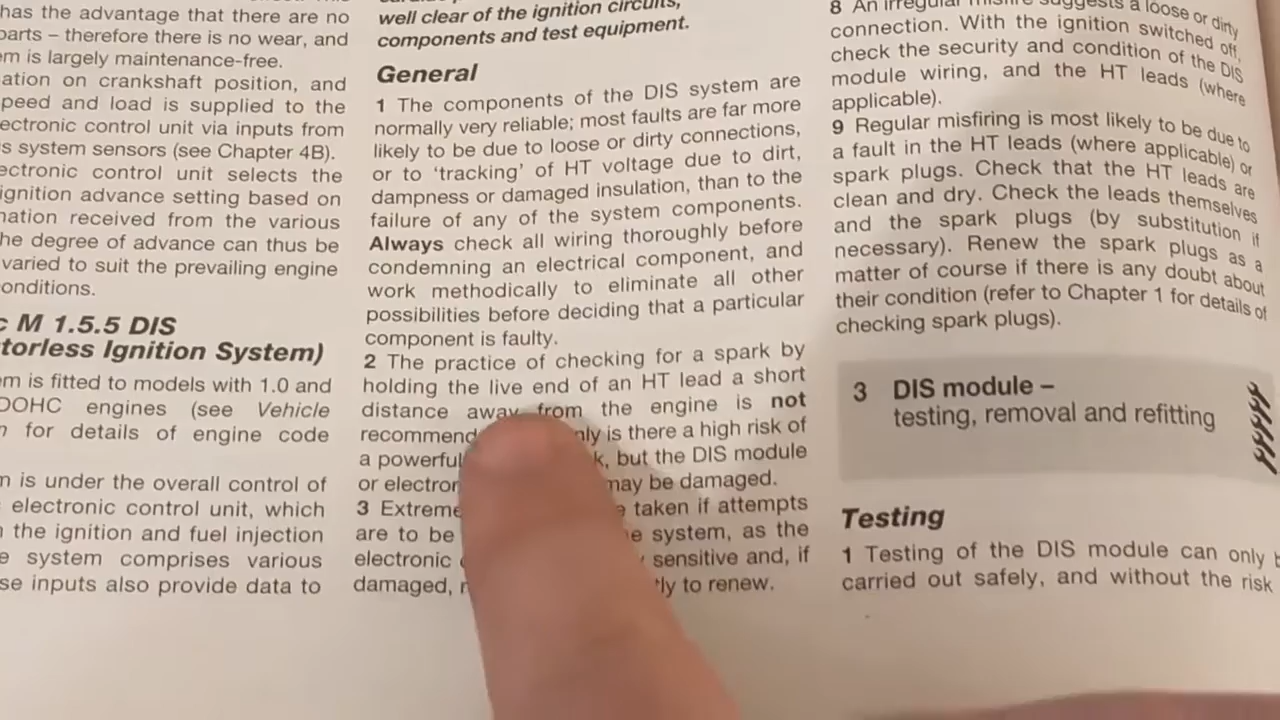 has the advantage that there are no
parts – therefore there is no wear, and
is largely maintenance-free.
ation on crankshaft position, and
peed and load is supplied to the
ectronic control unit via inputs from
s system sensors (see Chapter 4B).
ectronic control unit selects the
ignition advance setting based on
nation received from the various
he degree of advance can thus be
varied to suit the prevailing engine
onditions.
c M 1.5.5 DIS
torless Ignition System)
m is fitted to models with 1.0 and
DOHC engines (see Vehicle
for details of engine code
m is under the overall control of
electronic control unit, which
the ignition and fuel injection
e system comprises various
se inputs also provide data to
well clear of the ignition circuits,
components and test equipment.
General
1 The components of the DIS system are
normally very reliable; most faults are far more
likely to be due to loose or dirty connections,
or to ‘tracking’ of HT voltage due to dirt,
dampness or damaged insulation, than to the
failure of any of the system components.
Always check all wiring thoroughly before
condemning an electrical component, and
work methodically to eliminate all other
possibilities before deciding that a particular
component is faulty.
2 The practice of checking for a spark by
holding the live end of an HT lead a short
distance away from the engine is not
recommend nly is there a high risk of
a powerful k, but the DIS module
or electron may be damaged.
3 Extreme taken if attempts
are to be e system, as the
electronic sensitive and, if
damaged, tly to renew.
8 An irregular misfire suggests a loose or dirty
connection. With the ignition switched off,
check the security and condition of the DIS
module wiring, and the HT leads (where
applicable).
9 Regular misfiring is most likely to be due to
a fault in the HT leads (where applicable) or
spark plugs. Check that the HT leads are
clean and dry. Check the leads themselves
and the spark plugs (by substitution if
necessary). Renew the spark plugs as a
matter of course if there is any doubt about
their condition (refer to Chapter 1 for details of
checking spark plugs).
3 DIS module –
testing, removal and refitting
Testing
1 Testing of the DIS module can only b
carried out safely, and without the risk